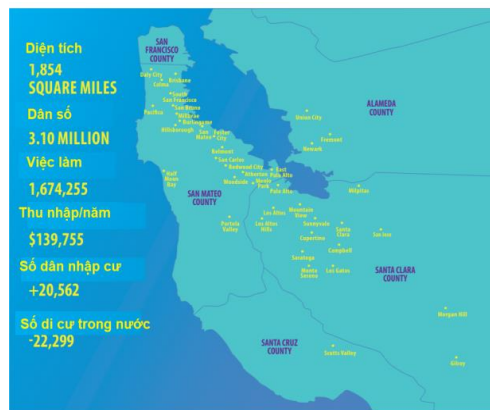 Diện tích
1,854
SQUARE MILES
Dân số
3.10 MILLION
Việc làm
1,674,255
Thu nhập/năm
$139,755
Số dân nhập cư
+20,562
Số di cư trong nước
-22,299
SAN
FRANCISCO
COUNTY
Daly City
Brisbane
Colma
South
San Francisco
Pacifica
San Bruno
Millbrae
Burlingame
Hillsborough
San
Mateo
Foster
City
Belmont
San Carlos
Redwood City
Half
Moon
Bay
Woodside
Atherton
Menlo
Park
East
Palo Alto
Palo Alto
SAN MATEO
COUNTY
Portola
Valley
ALAMEDA
COUNTY
Union City
Fremont
Newark
Milpitas
Los Altos
Mountain
View
Los Altos
Hills
Sunnyvale
Santa
Clara
San Jose
Cupertino
Campbell
Saratoga
Monte
Sereno
Los Gatos
SANTA CLARA
COUNTY
Morgan Hill
Gilroy
SANTA CRUZ
COUNTY
Scotts Valley